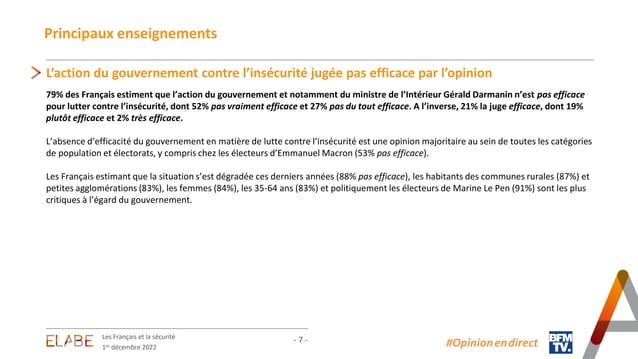 Principaux enseignements
L’action du gouvernement contre l’insécurité jugée pas efficace par l’opinion
79% des Français estiment que l’action du gouvernement et notamment du ministre de l’Intérieur Gérald Darmanin n’est pas efficace
pour lutter contre l’insécurité, dont 52% pas vraiment efficace et 27% pas du tout efficace. A l’inverse, 21% la juge efficace, dont 19%
plutôt efficace et 2% très efficace.
L’absence d’efficacité du gouvernement en matière de lutte contre l’insécurité est une opinion majoritaire au sein de toutes les catégories
de population et électorats, y compris chez les électeurs d’Emmanuel Macron (53% pas efficace).
Les Français estimant que la situation s’est dégradée ces derniers années (88% pas efficace), les habitants des communes rurales (87%) et
petites agglomérations (83%), les femmes (84%), les 35-64 ans (83%) et politiquement les électeurs de Marine Le Pen (91%) sont les plus
critiques à l’égard du gouvernement.
ELABE
Les Français et la sécurité
1er décembre 2022
- 7 -
#Opinion en direct
BFM
TV.